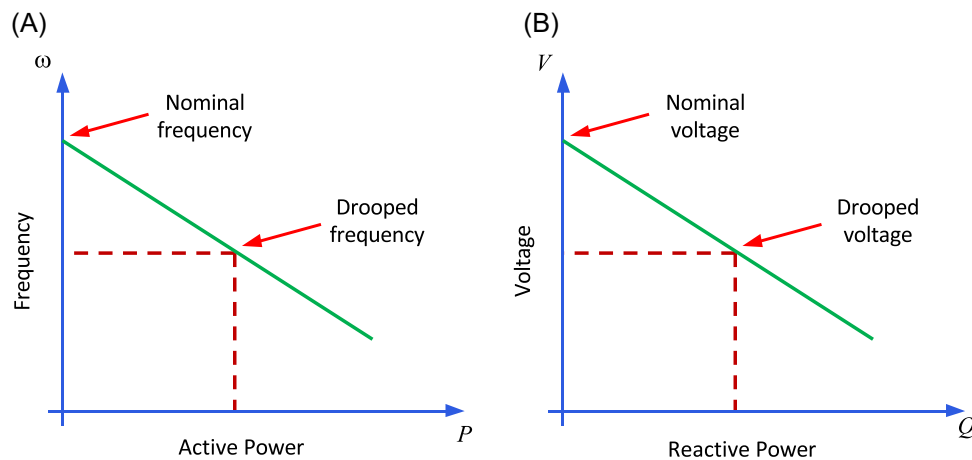 (A)
ω
Nominal
frequency
Drooped
frequency
Frequency
P
Active Power
(B)
V
Nominal
voltage
Drooped
voltage
Voltage
Q
Reactive Power